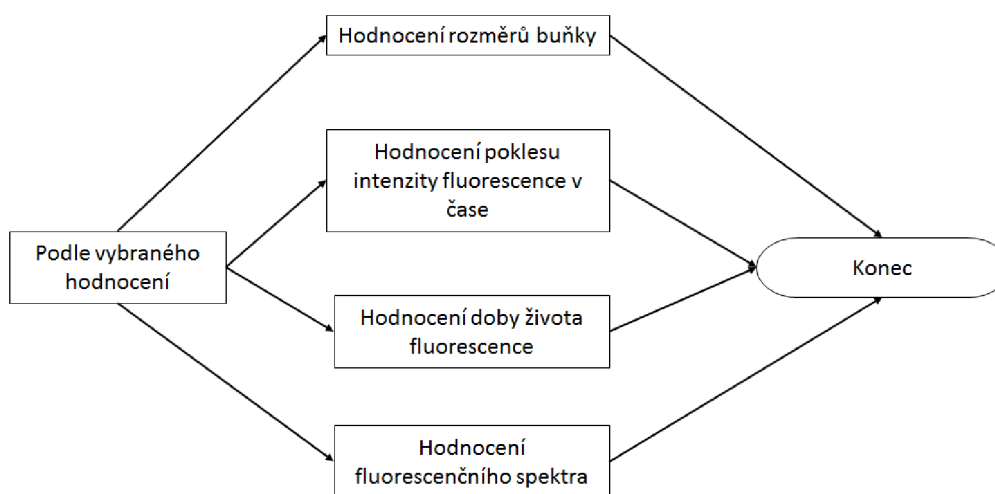 Hodnocení rozměrů buňky
Hodnocení poklesu
intenzity fluorescence v
čase
Podle vybraného
hodnocení
Konec
Hodnocení doby života
fluorescence
Hodnocení
fluorescenčního spektra